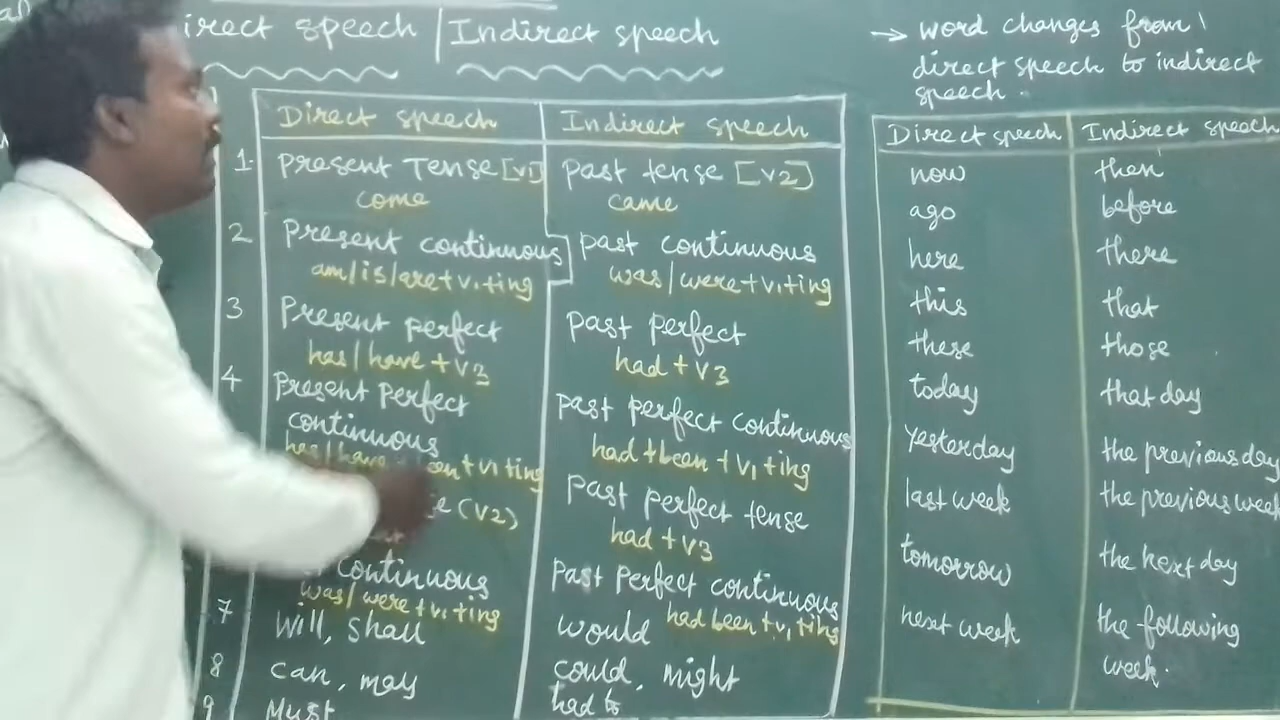 irect speech | Indirect speech
Direct speech | Indirect speech
1. Present Tense [v1] | past tense [v2]
come | came
2 Present continuous | past continuous
am/is/are+v1+ing | was/were+v1+ing
3 Present perfect | past perfect
has/have + v3 | had + v3
4 Present Perfect
continuous | past perfect continuous
has/have been + v1 + ing | had + been + v1 + ing
e (v2) | past perfect tense
had + v3
continuous | Past Perfect continuous
was/were + v1 + ing | had been + v1 + ing
7 Will, Shall | would
8 can, may | could, might
9 Must | had to
→ word changes from
direct speech to indirect
speech.
Direct speech | Indirect speech
now | then
ago | before
here | there
this | that
these | those
today | that day
yesterday | the previous day
last week | the previous week
tomorrow | the next day
next week | the following
week.